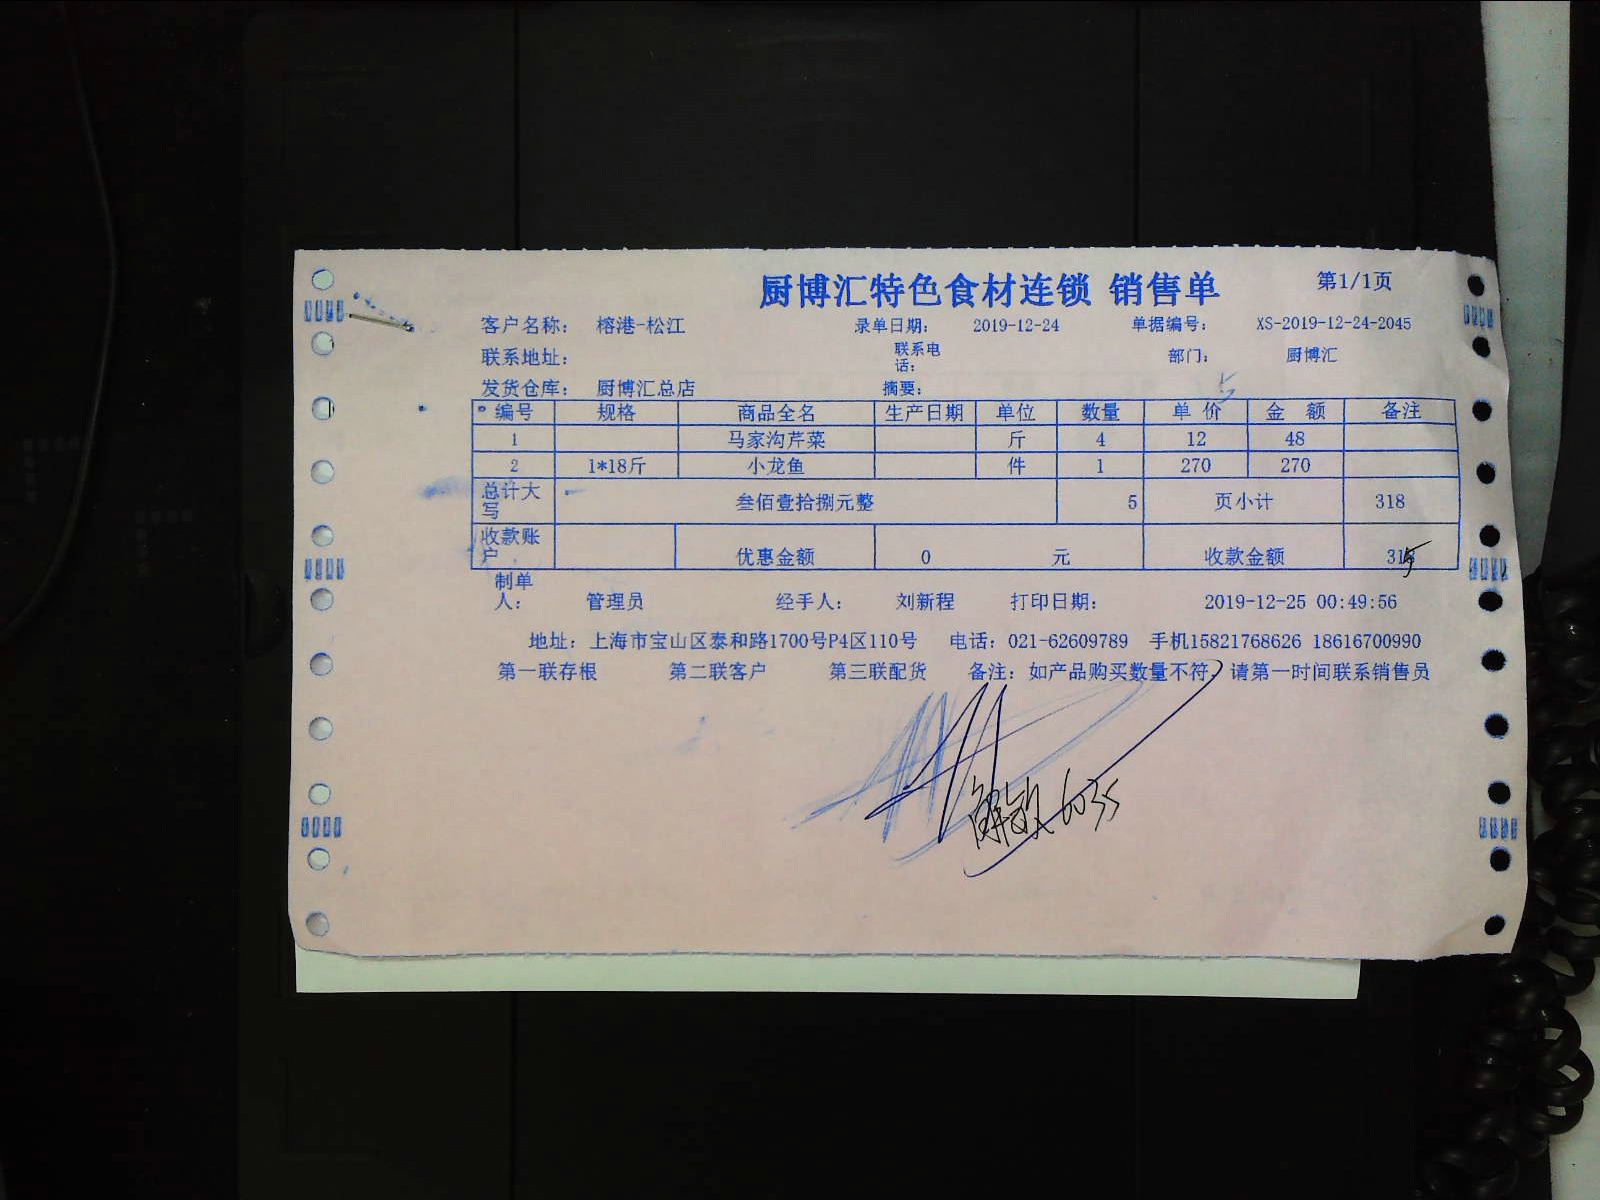 厨博汇特色食材连锁 销售单 第1/1页
客户名称： 榕港-松江 录单日期： 2019-12-24 单据编号： XS-2019-12-24-2045
联系地址： 联系电话： 部门： 厨博汇
发货仓库： 厨博汇总店 摘要：
编号 规格 商品全名 生产日期 单位 数量 单价 金额 备注
1 马家沟芹菜 斤 4 12 48
2 1*18斤 小龙鱼 件 1 270 270
总计大写 叁佰壹拾捌元整 5 页小计 318
收款账户 优惠金额 0 元 收款金额 31
制单人： 管理员 经手人： 刘新程 打印日期： 2019-12-25 00:49:56
地址：上海市宝山区泰和路1700号P4区110号 电话：021-62609789 手机15821768626 18616700990
第一联存根 第二联客户 第三联配货 备注：如产品购买数量不符，请第一时间联系销售员
解敏 6035